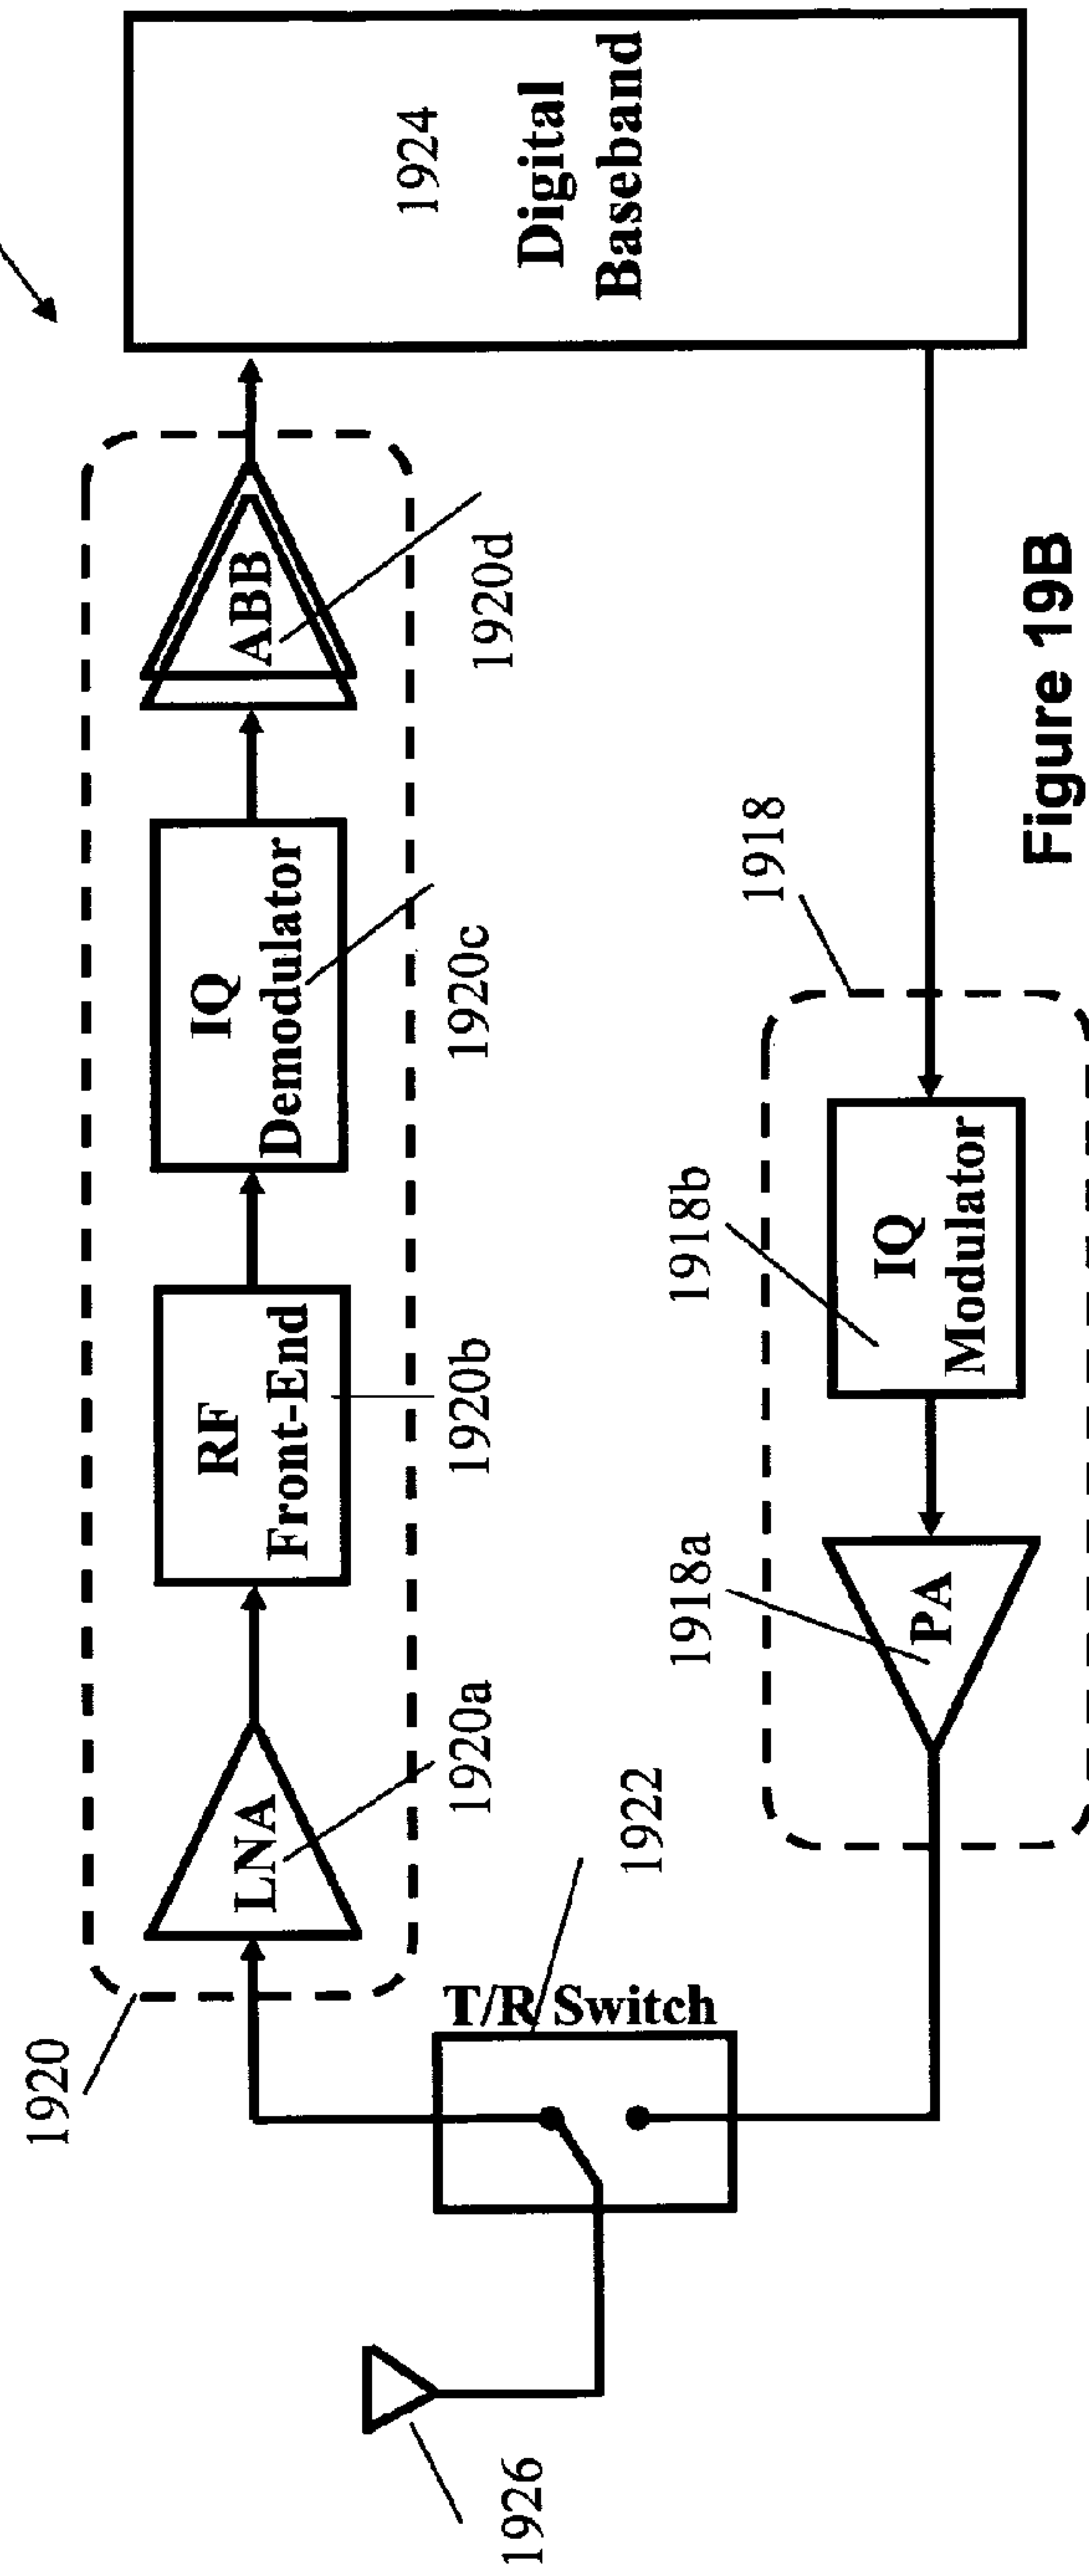 1924
Digital
Baseband
ABB
1920d
IQ
Demodulator
1920c
RF
Front-End
1920b
LNA
1920a
1920
T/R Switch
1922
1926
1918
IQ
Modulator
1918b
PA
1918a
Figure 19B